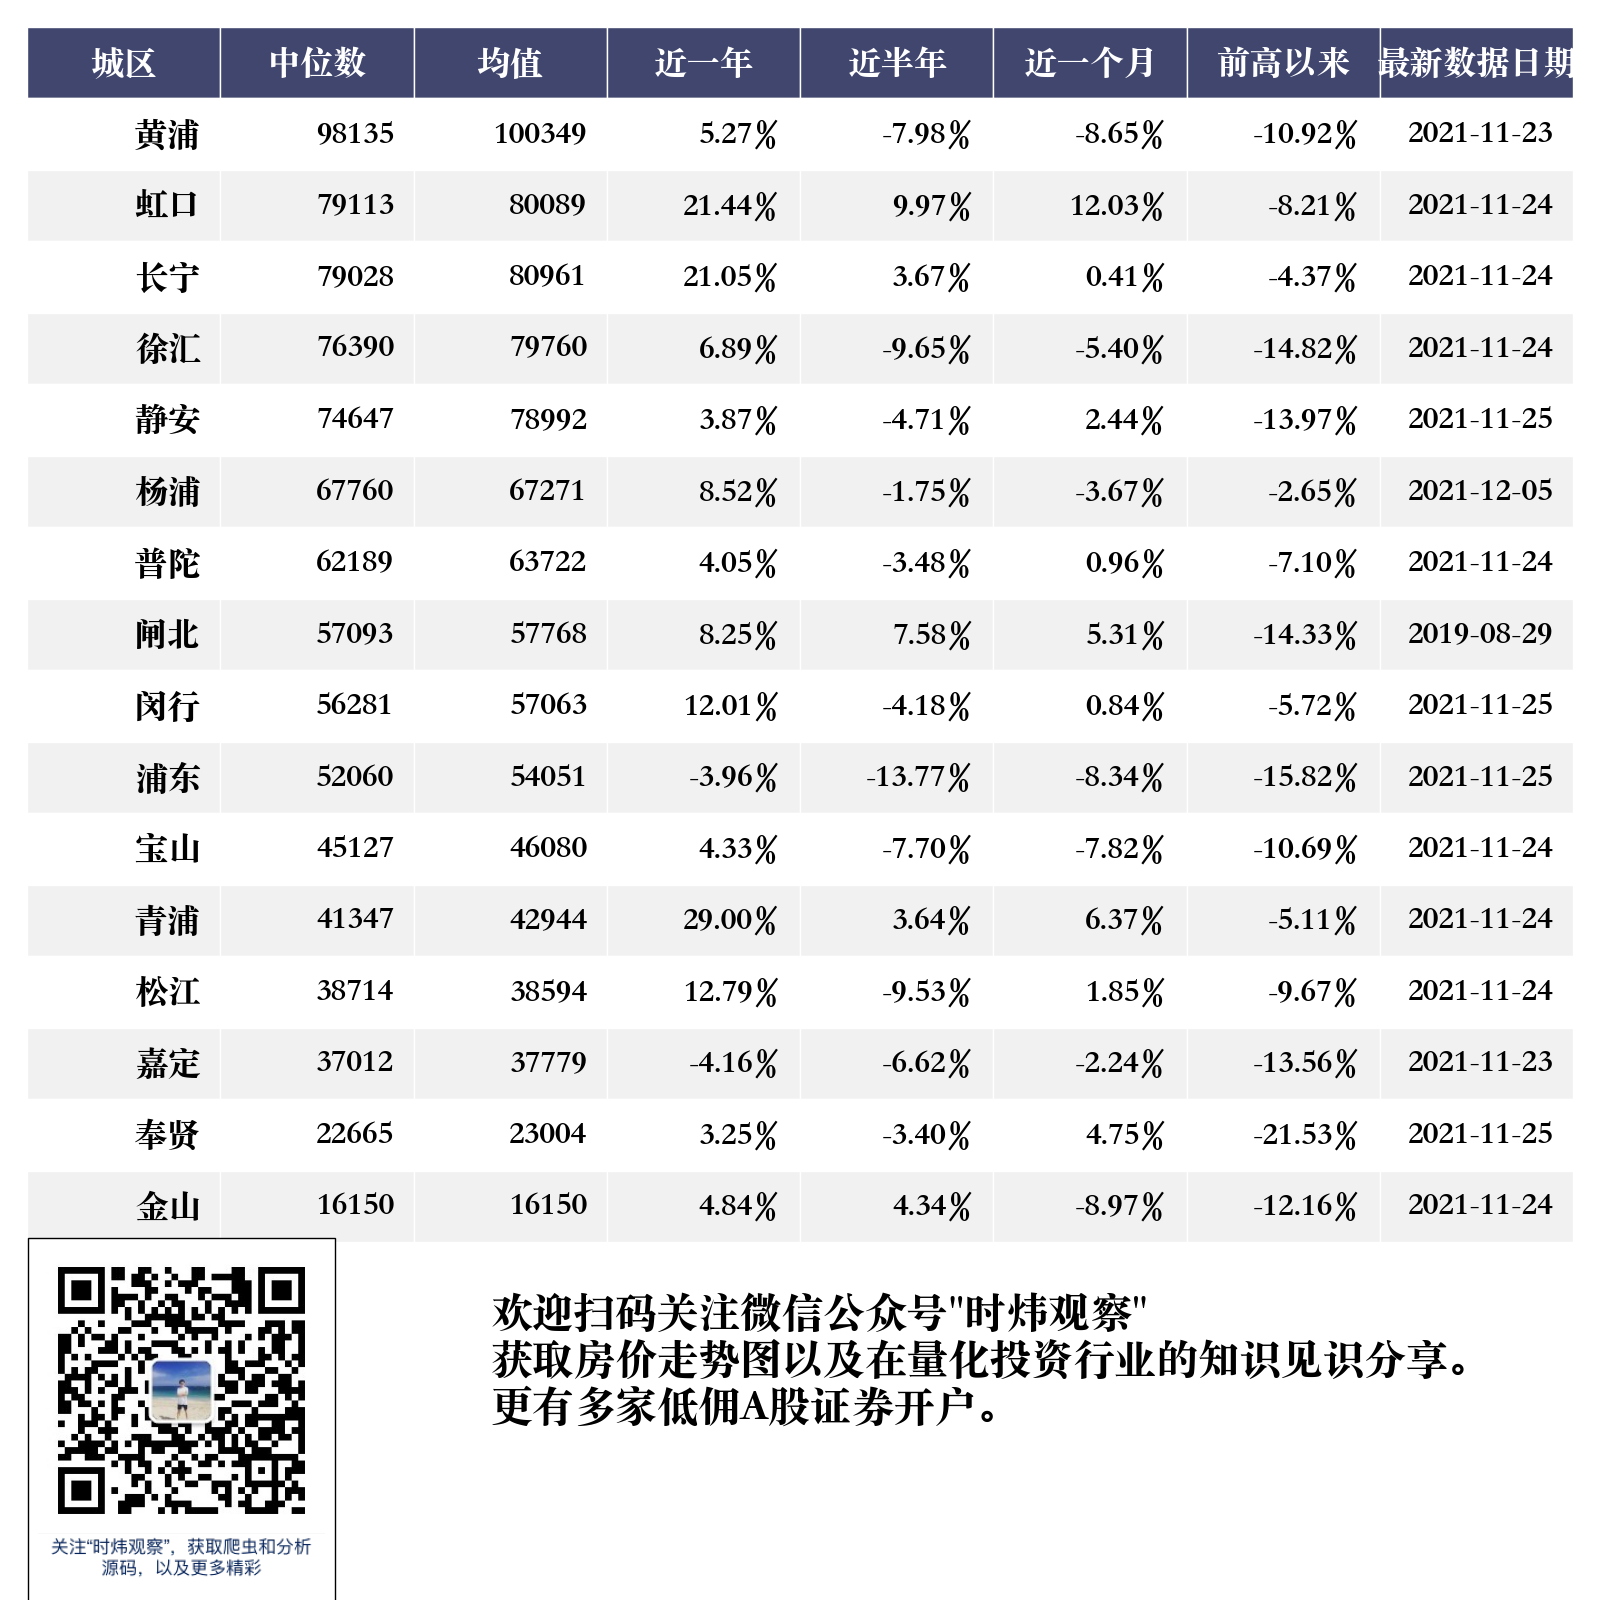 城区 中位数 均值 近一年 近半年 近一个月 前高以来 最新数据日期
黄浦 98135 100349 5.27% -7.98% -8.65% -10.92% 2021-11-23
虹口 79113 80089 21.44% 9.97% 12.03% -8.21% 2021-11-24
长宁 79028 80961 21.05% 3.67% 0.41% -4.37% 2021-11-24
徐汇 76390 79760 6.89% -9.65% -5.40% -14.82% 2021-11-24
静安 74647 78992 3.87% -4.71% 2.44% -13.97% 2021-11-25
杨浦 67760 67271 8.52% -1.75% -3.67% -2.65% 2021-12-05
普陀 62189 63722 4.05% -3.48% 0.96% -7.10% 2021-11-24
闸北 57093 57768 8.25% 7.58% 5.31% -14.33% 2019-08-29
闵行 56281 57063 12.01% -4.18% 0.84% -5.72% 2021-11-25
浦东 52060 54051 -3.96% -13.77% -8.34% -15.82% 2021-11-25
宝山 45127 46080 4.33% -7.70% -7.82% -10.69% 2021-11-24
青浦 41347 42944 29.00% 3.64% 6.37% -5.11% 2021-11-24
松江 38714 38594 12.79% -9.53% 1.85% -9.67% 2021-11-24
嘉定 37012 37779 -4.16% -6.62% -2.24% -13.56% 2021-11-23
奉贤 22665 23004 3.25% -3.40% 4.75% -21.53% 2021-11-25
金山 16150 16150 4.84% 4.34% -8.97% -12.16% 2021-11-24
欢迎扫码关注微信公众号"时炜观察"
获取房价走势图以及在量化投资行业的知识见识分享。
更有多家低佣A股证券开户。
关注“时炜观察”，获取爬虫和分析
源码，以及更多精彩